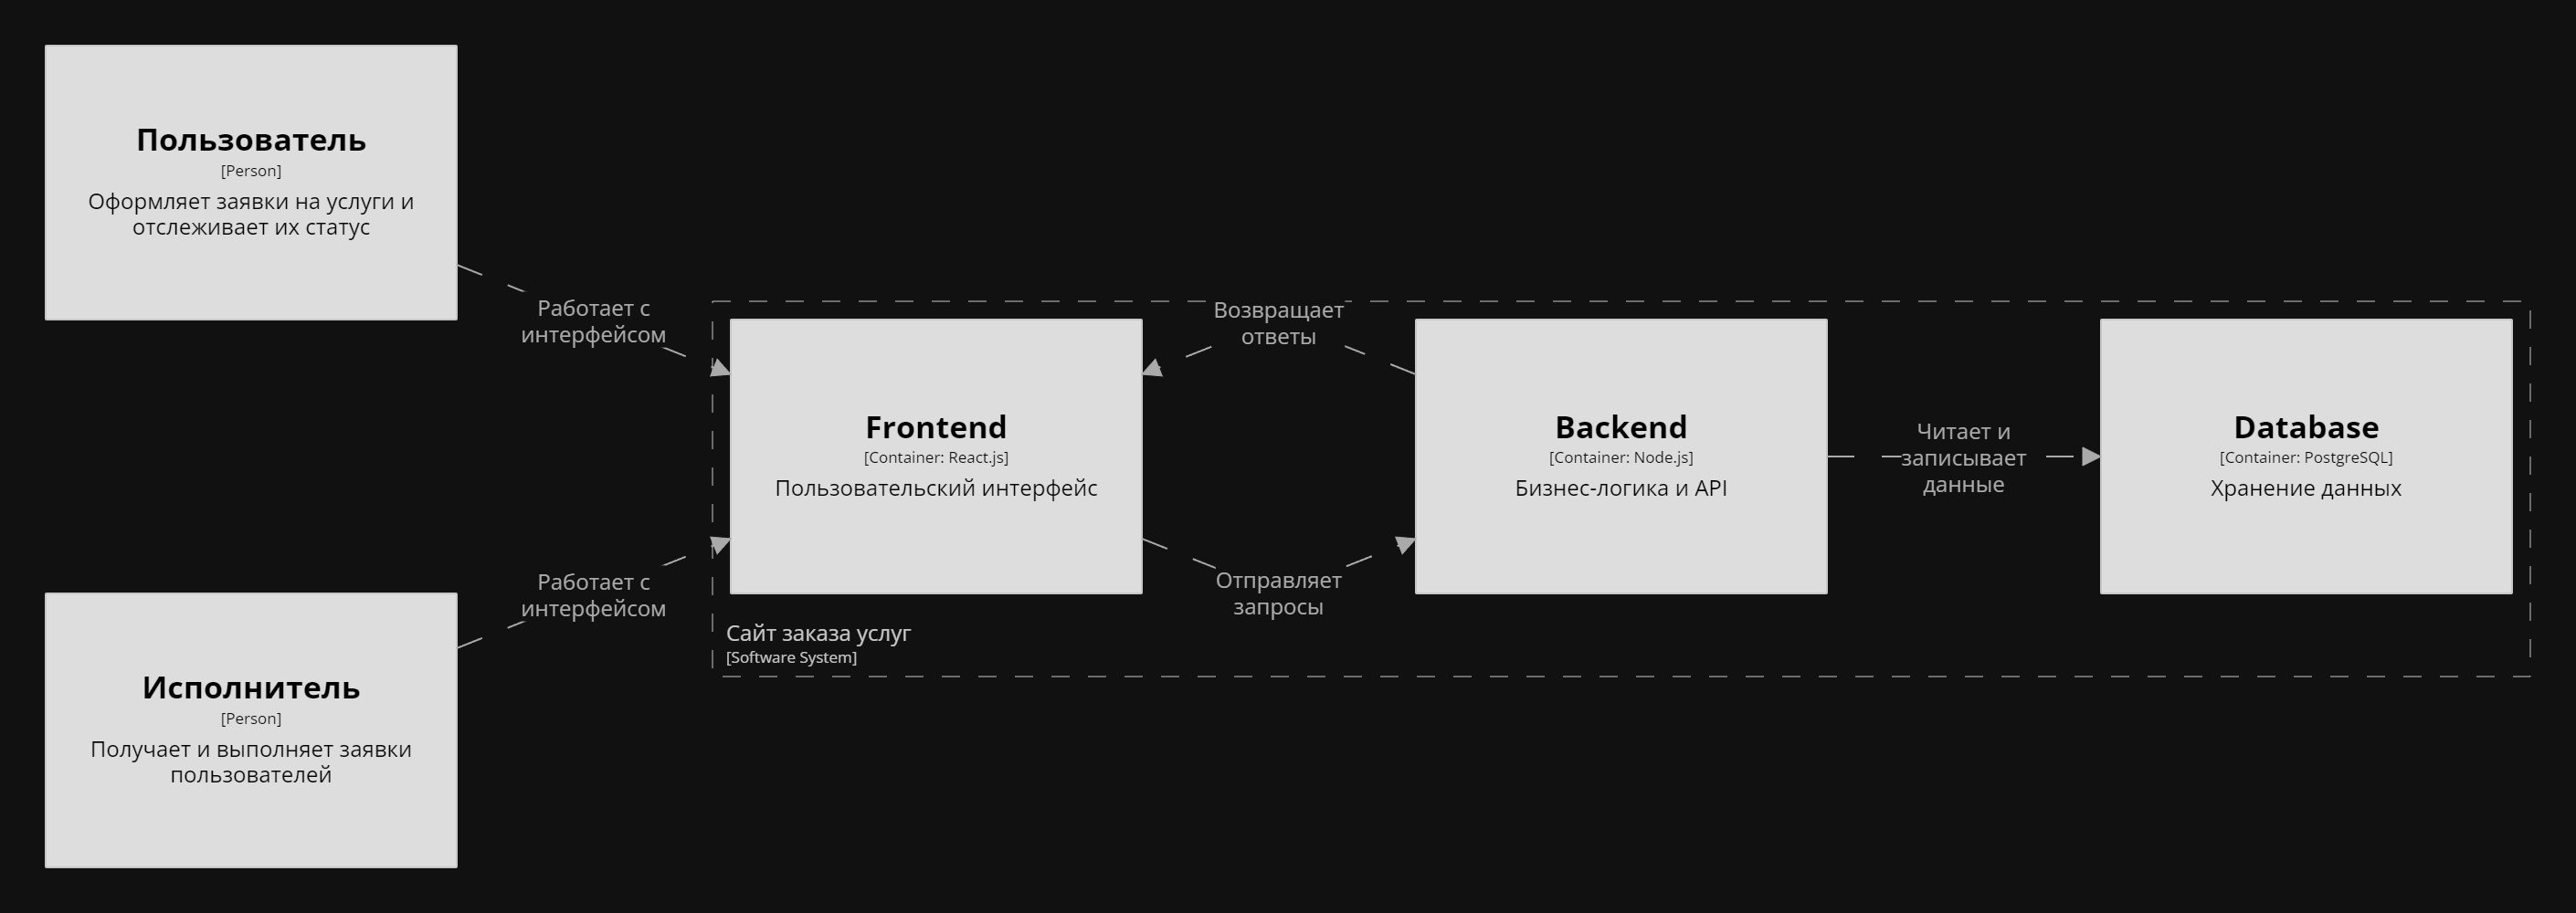 Пользователь
[Person]
Оформляет заявки на услуги и
отслеживает их статус
Работает с
интерфейсом
Исполнитель
[Person]
Получает и выполняет заявки
пользователей
Работает с
интерфейсом
Frontend
[Container: React.js]
Пользовательский интерфейс
Возвращает
ответы
Отправляет
запросы
Backend
[Container: Node.js]
Бизнес-логика и API
Читает и
записывает
данные
Database
[Container: PostgreSQL]
Хранение данных
Сайт заказа услуг
[Software System]